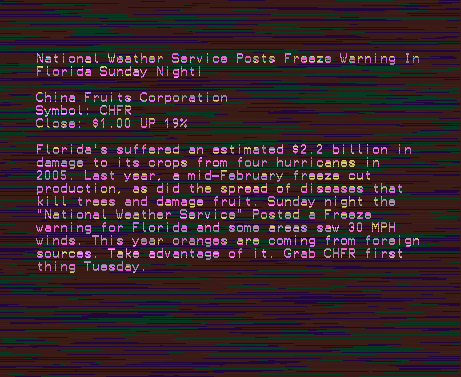 National Weather Service Posts Freeze Warning In
Florida Sunday Night!
China Fruits Corporation
Symbol: CHFR
Close: $1.00 UP 19%
Florida's suffered an estimated $2.2 billion in
damage to its crops from four hurricanes in
2005. Last year, a mid-February freeze cut
production, as did the spread of diseases that
kill trees and damage fruit. Sunday night the
"National Weather Service" Posted a Freeze
warning for Florida and some areas saw 30 MPH
winds. This year oranges are coming from foreign
sources. Take advantage of it. Grab CHFR first
thing Tuesday.